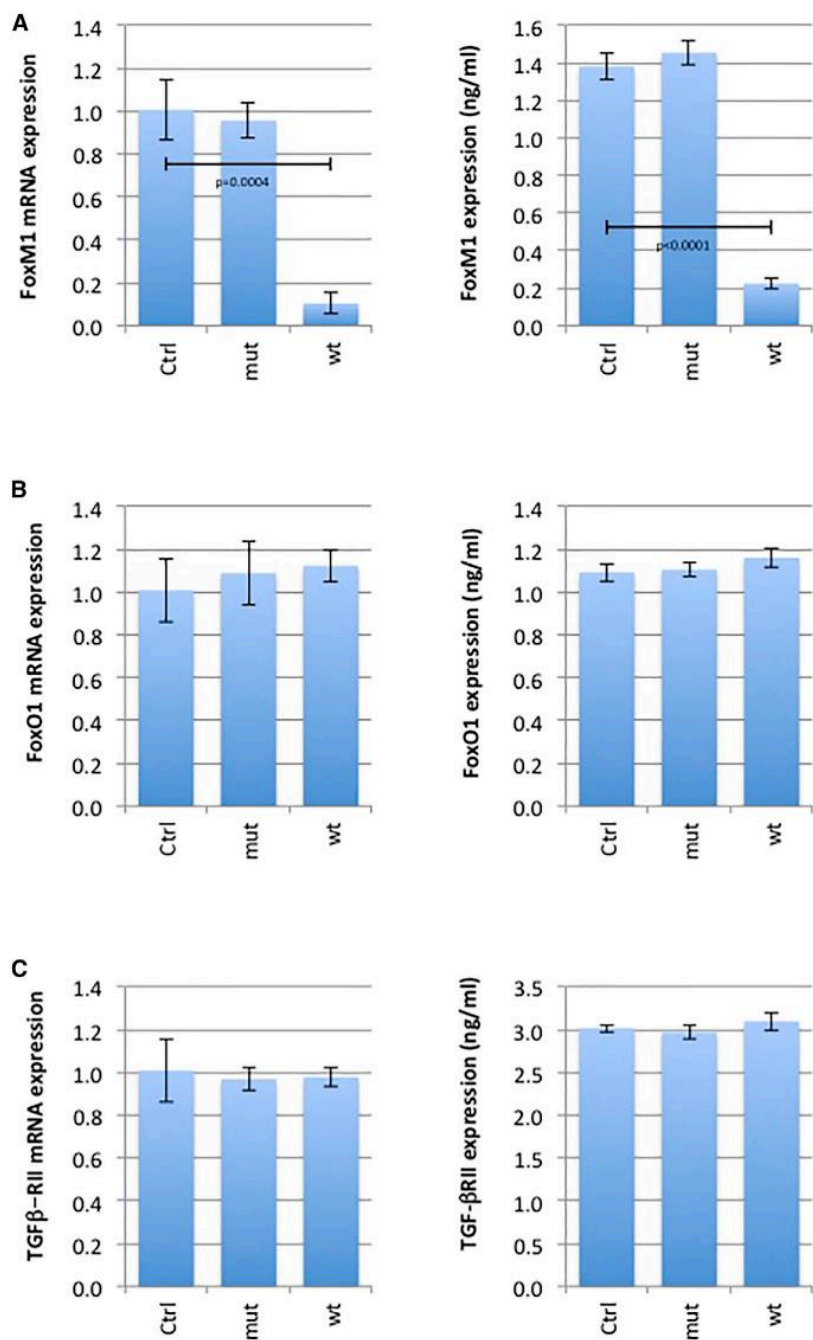 A
FoxM1 mRNA expression
1.4
1.2
1.0
0.8
0.6
0.4
0.2
0.0
p=0.0004
Ctrl
mut
wt
FoxM1 expression (ng/ml)
1.6
1.4
1.2
1.0
0.8
0.6
0.4
0.2
0.0
p<0.0001
Ctrl
mut
wt
B
FoxO1 mRNA expression
1.4
1.2
1.0
0.8
0.6
0.4
0.2
0.0
Ctrl
mut
wt
FoxO1 expression (ng/ml)
1.4
1.2
1.0
0.8
0.6
0.4
0.2
0.0
Ctrl
mut
wt
C
TGFβ−RII mRNA expression
1.4
1.2
1.0
0.8
0.6
0.4
0.2
0.0
Ctrl
mut
wt
TGF-βRII expression (ng/ml)
3.5
3.0
2.5
2.0
1.5
1.0
0.5
0.0
Ctrl
mut
wt